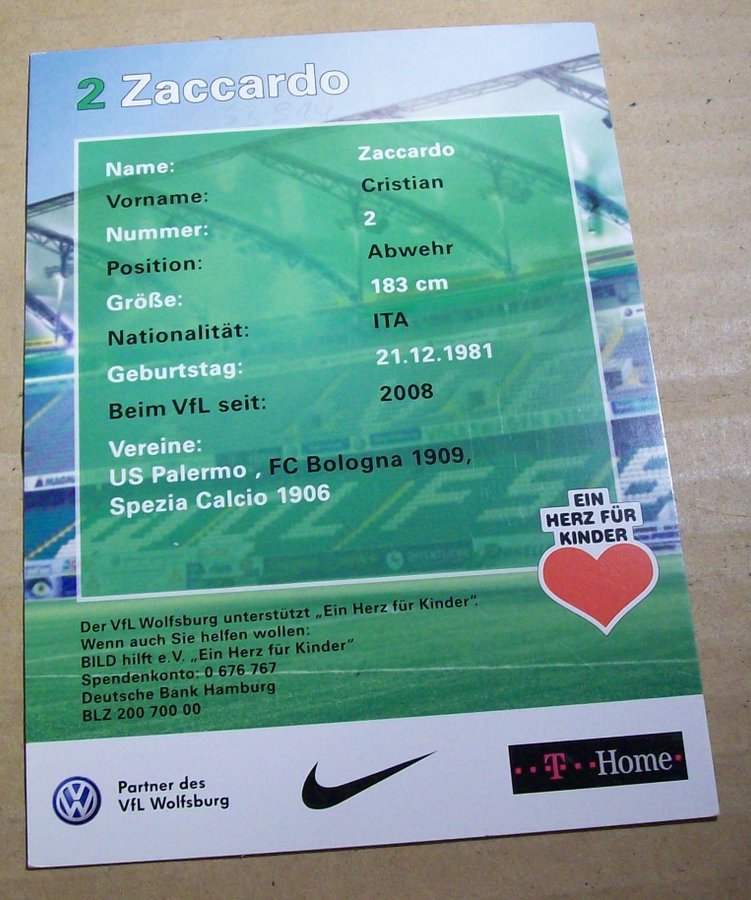 2 Zaccardo
Name: Zaccardo
Vorname: Cristian
Nummer: 2
Position: Abwehr
Größe: 183 cm
Nationalität: ITA
Geburtstag: 21.12.1981
Beim VfL seit: 2008
Vereine:
US Palermo , FC Bologna 1909,
Spezia Calcio 1906
EIN
HERZ FÜR
KINDER
Der VfL Wolfsburg unterstützt „Ein Herz für Kinder“.
Wenn auch Sie helfen wollen:
BILD hilft e.V. „Ein Herz für Kinder“
Spendenkonto: 0 676 767
Deutsche Bank Hamburg
BLZ 200 700 00
Partner des
VfL Wolfsburg
T Home